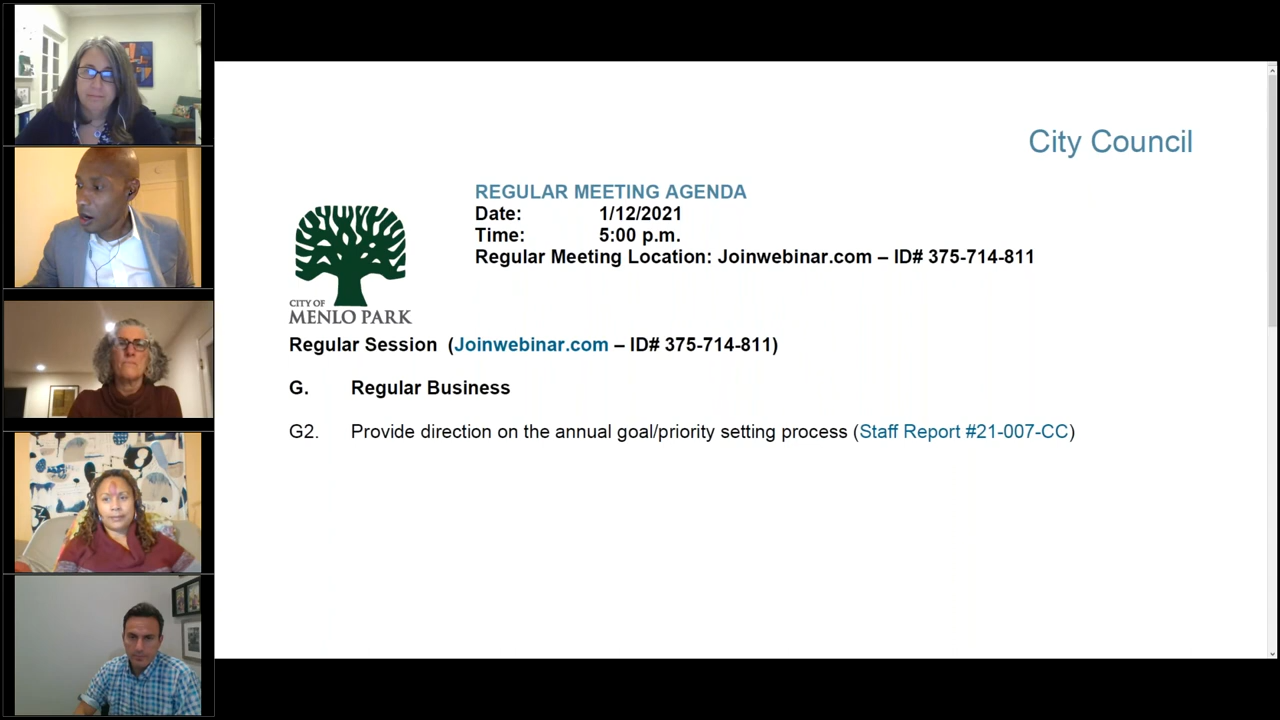 City Council
REGULAR MEETING AGENDA
Date: 1/12/2021
Time: 5:00 p.m.
Regular Meeting Location: Joinwebinar.com – ID# 375-714-811
CITY OF
MENLO PARK
Regular Session (Joinwebinar.com – ID# 375-714-811)
G. Regular Business
G2. Provide direction on the annual goal/priority setting process (Staff Report #21-007-CC)